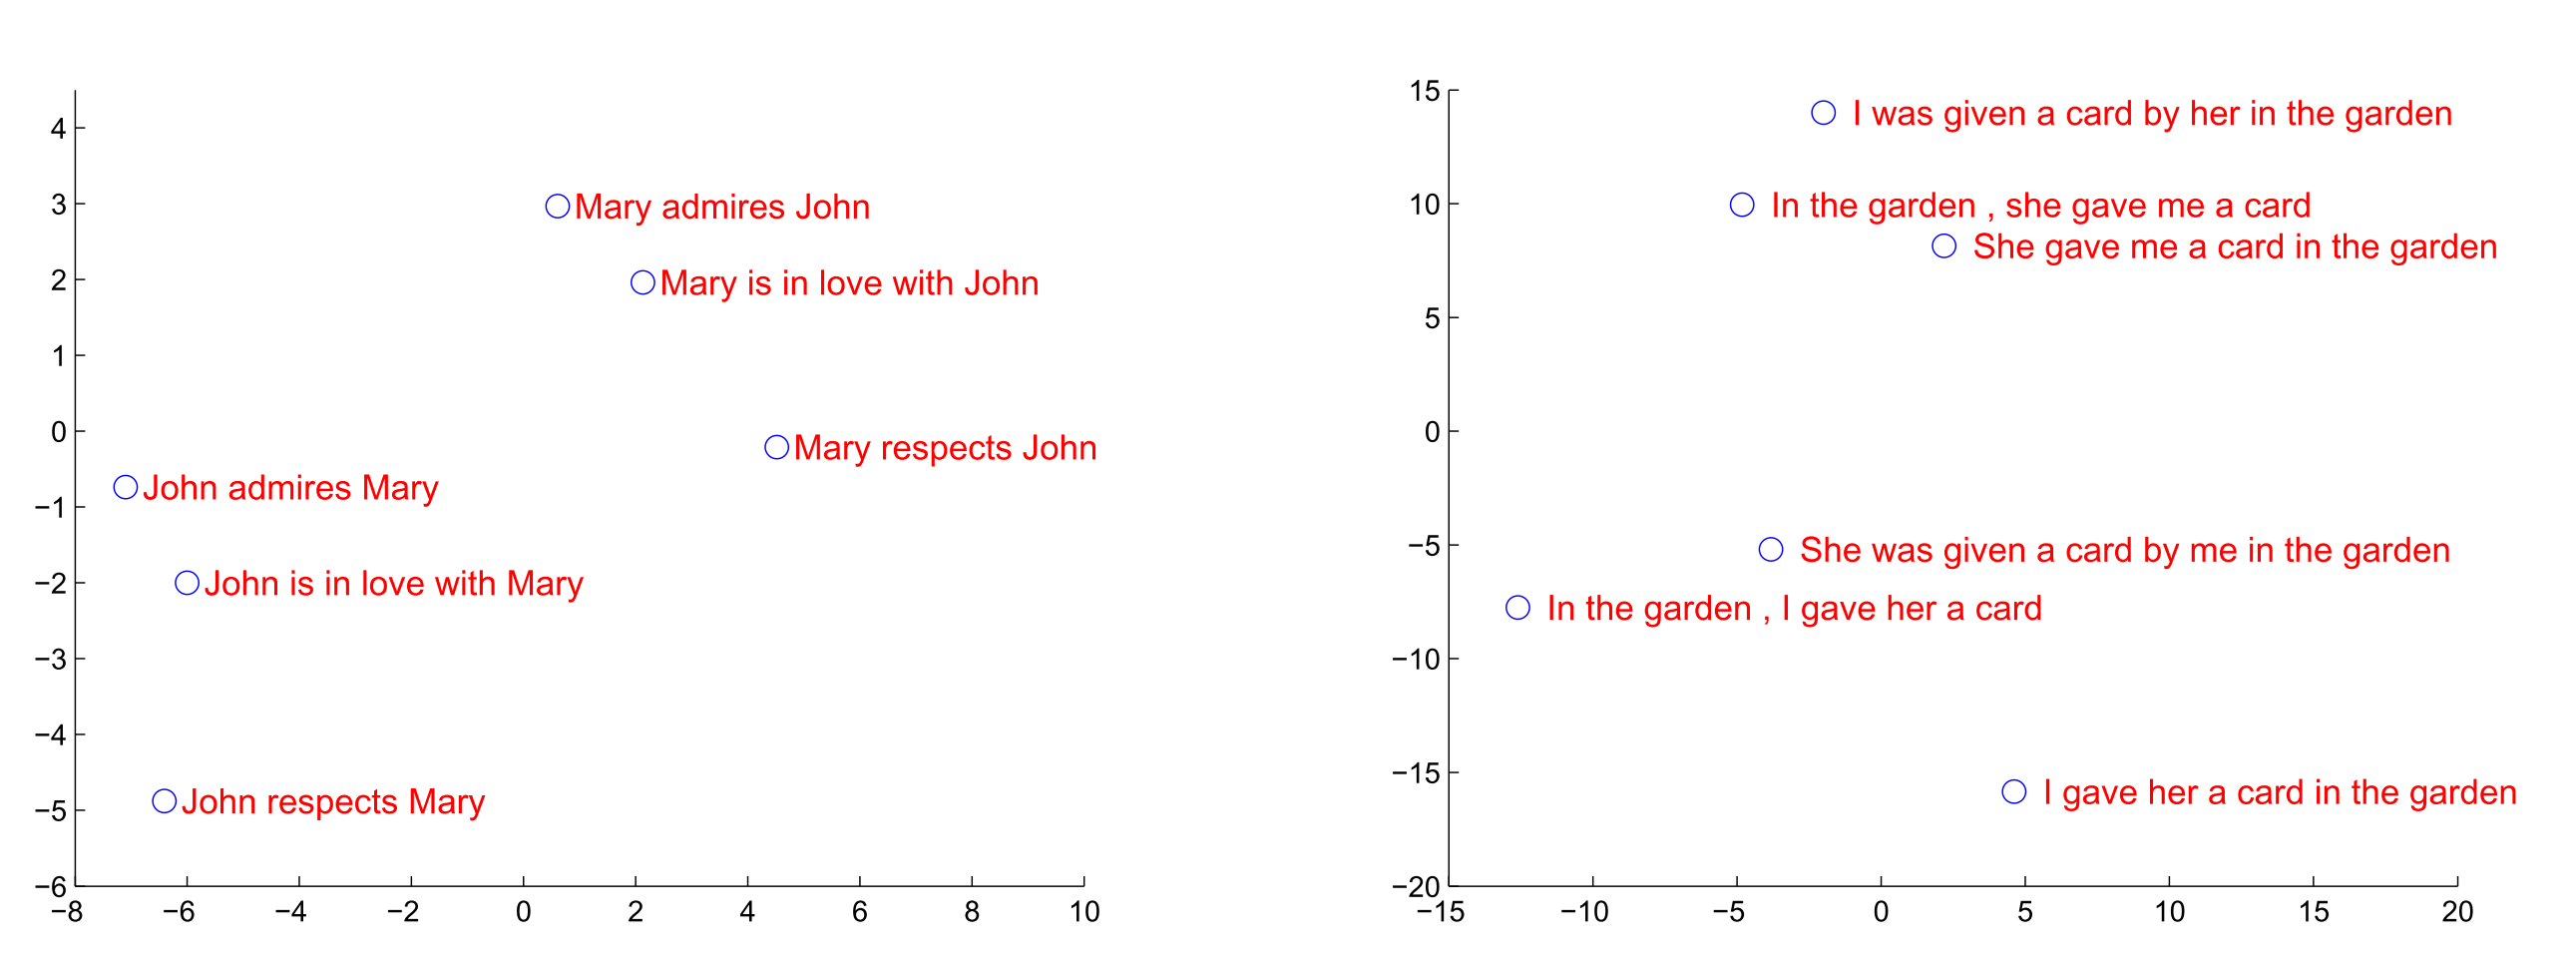 4
3
2
1
0
−1
−2
−3
−4
−5
−6
−8 −6 −4 −2 0 2 4 6 8 10
Mary admires John
Mary is in love with John
Mary respects John
John admires Mary
John is in love with Mary
John respects Mary
15
10
5
0
−5
−10
−15
−20
−15 −10 −5 0 5 10 15 20
I was given a card by her in the garden
In the garden , she gave me a card
She gave me a card in the garden
She was given a card by me in the garden
In the garden , I gave her a card
I gave her a card in the garden